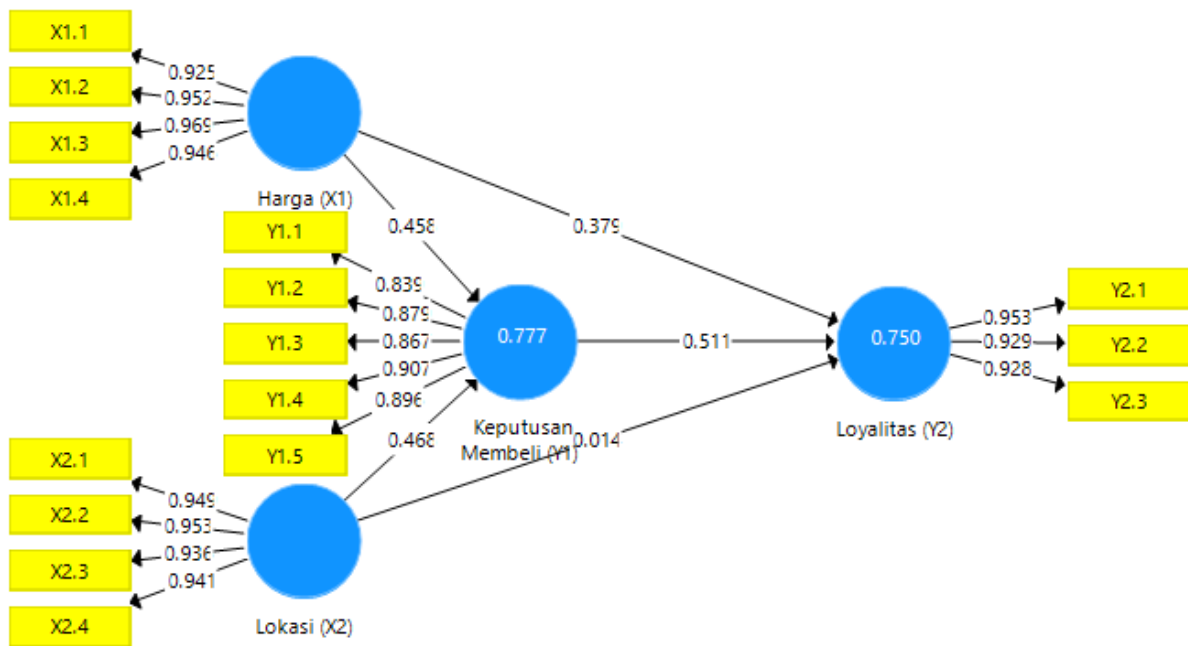 X1.1
X1.2
X1.3
X1.4
0.925
0.952
0.969
0.946
Harga (X1)
0.458
0.379
Y1.1
Y1.2
Y1.3
Y1.4
Y1.5
0.839
0.879
0.867
0.907
0.896
0.777
Keputusan
Membeli (Y1)
0.511
0.750
Loyalitas (Y2)
0.953
0.929
0.928
Y2.1
Y2.2
Y2.3
0.468
0.014
X2.1
X2.2
X2.3
X2.4
0.949
0.953
0.936
0.941
Lokasi (X2)